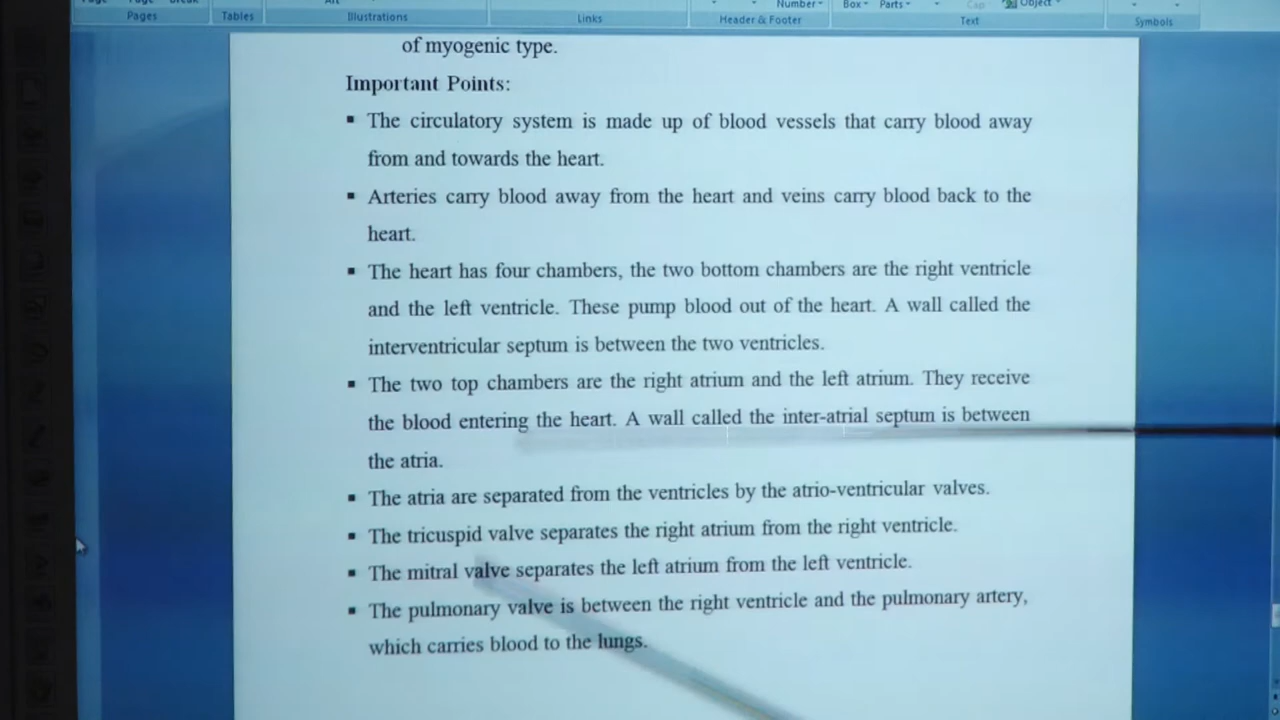 Pages Tables Illustrations Links Header & Footer Text Symbols
Number Box Parts Object
of myogenic type.
Important Points:
▪ The circulatory system is made up of blood vessels that carry blood away
from and towards the heart.
▪ Arteries carry blood away from the heart and veins carry blood back to the
heart.
▪ The heart has four chambers, the two bottom chambers are the right ventricle
and the left ventricle. These pump blood out of the heart. A wall called the
interventricular septum is between the two ventricles.
▪ The two top chambers are the right atrium and the left atrium. They receive
the blood entering the heart. A wall called the inter-atrial septum is between
the atria.
▪ The atria are separated from the ventricles by the atrio-ventricular valves.
▪ The tricuspid valve separates the right atrium from the right ventricle.
▪ The mitral valve separates the left atrium from the left ventricle.
▪ The pulmonary valve is between the right ventricle and the pulmonary artery,
which carries blood to the lungs.